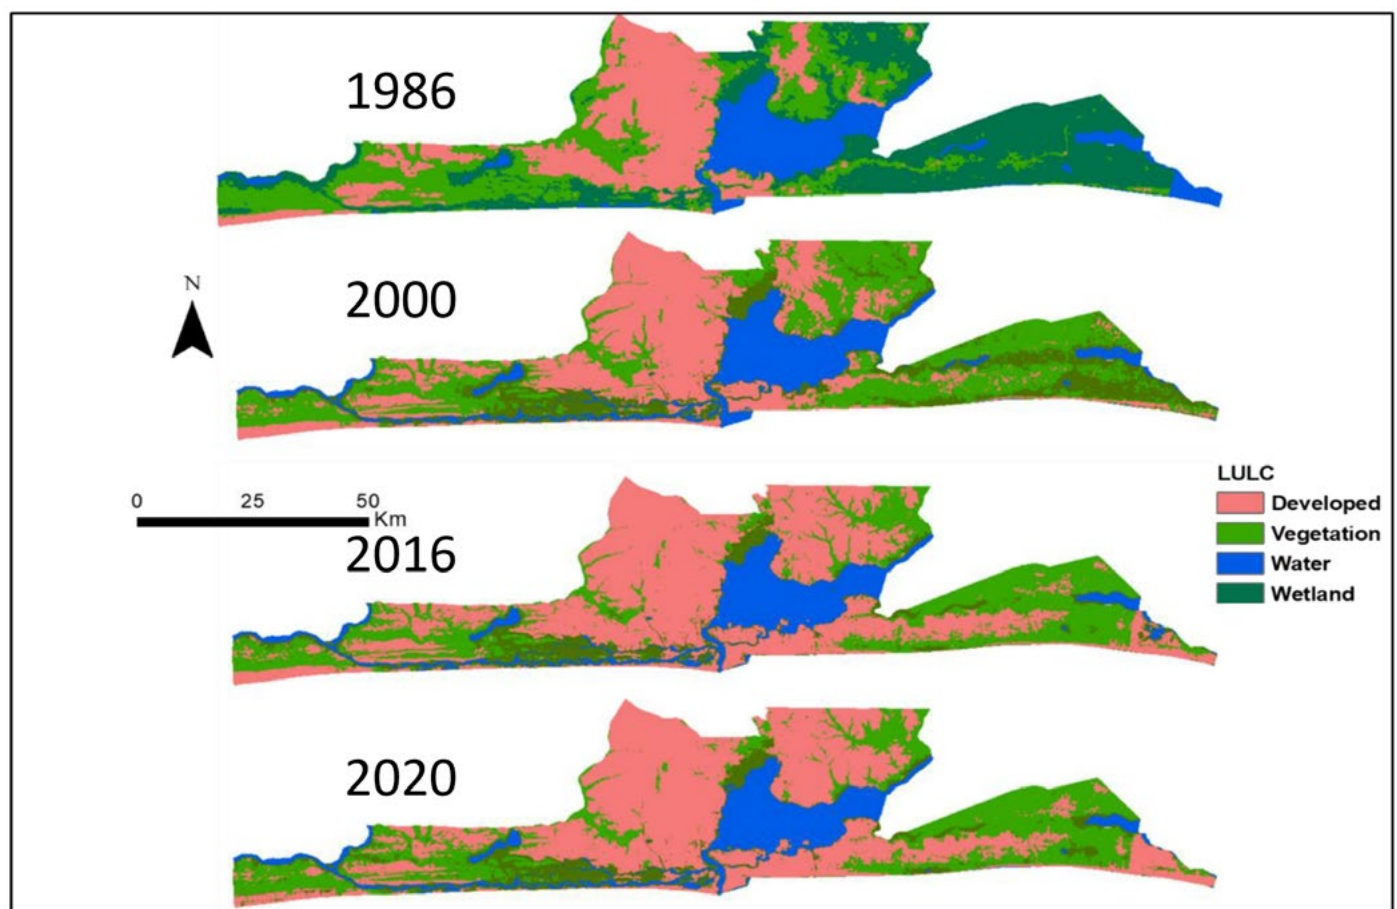 1986
N
2000
0 25 50
Km
2016
2020
LULC
Developed
Vegetation
Water
Wetland